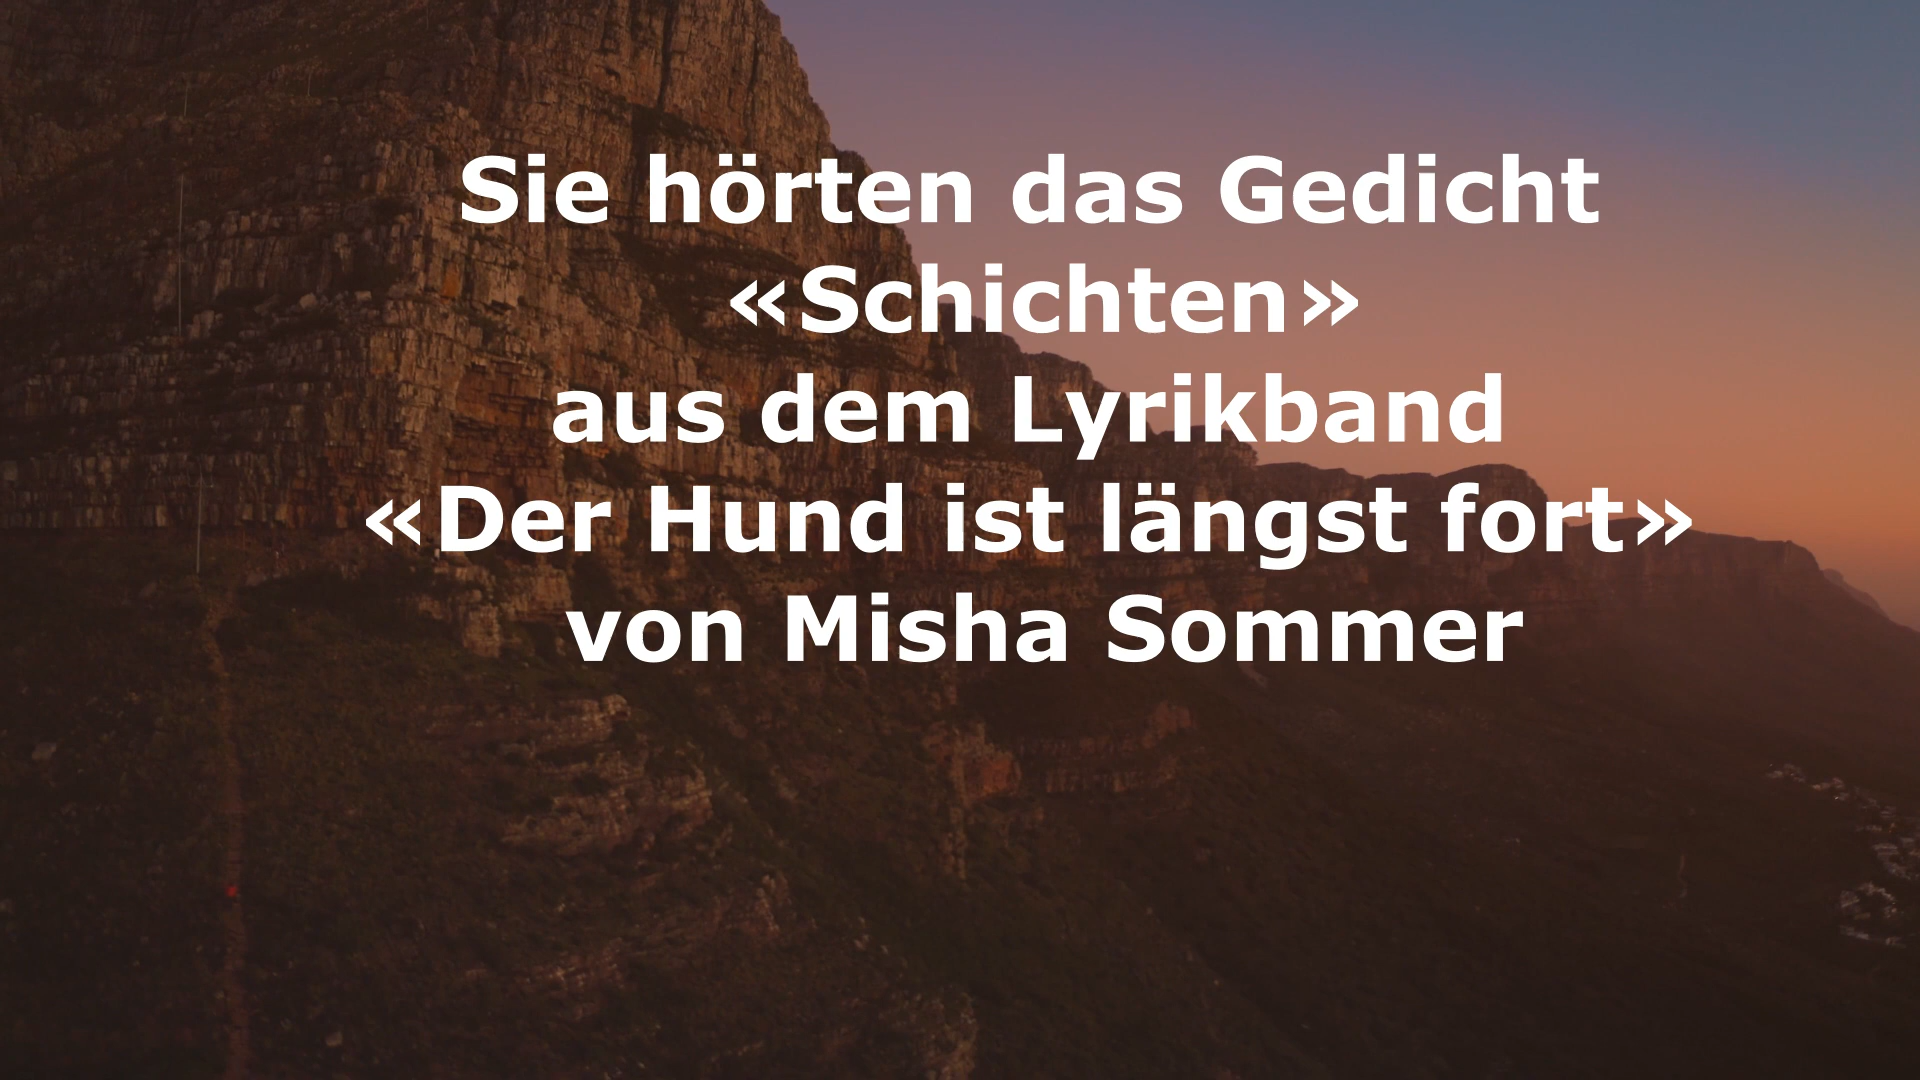 Sie hörten das Gedicht
«Schichten»
aus dem Lyrikband
«Der Hund ist längst fort»
von Misha Sommer